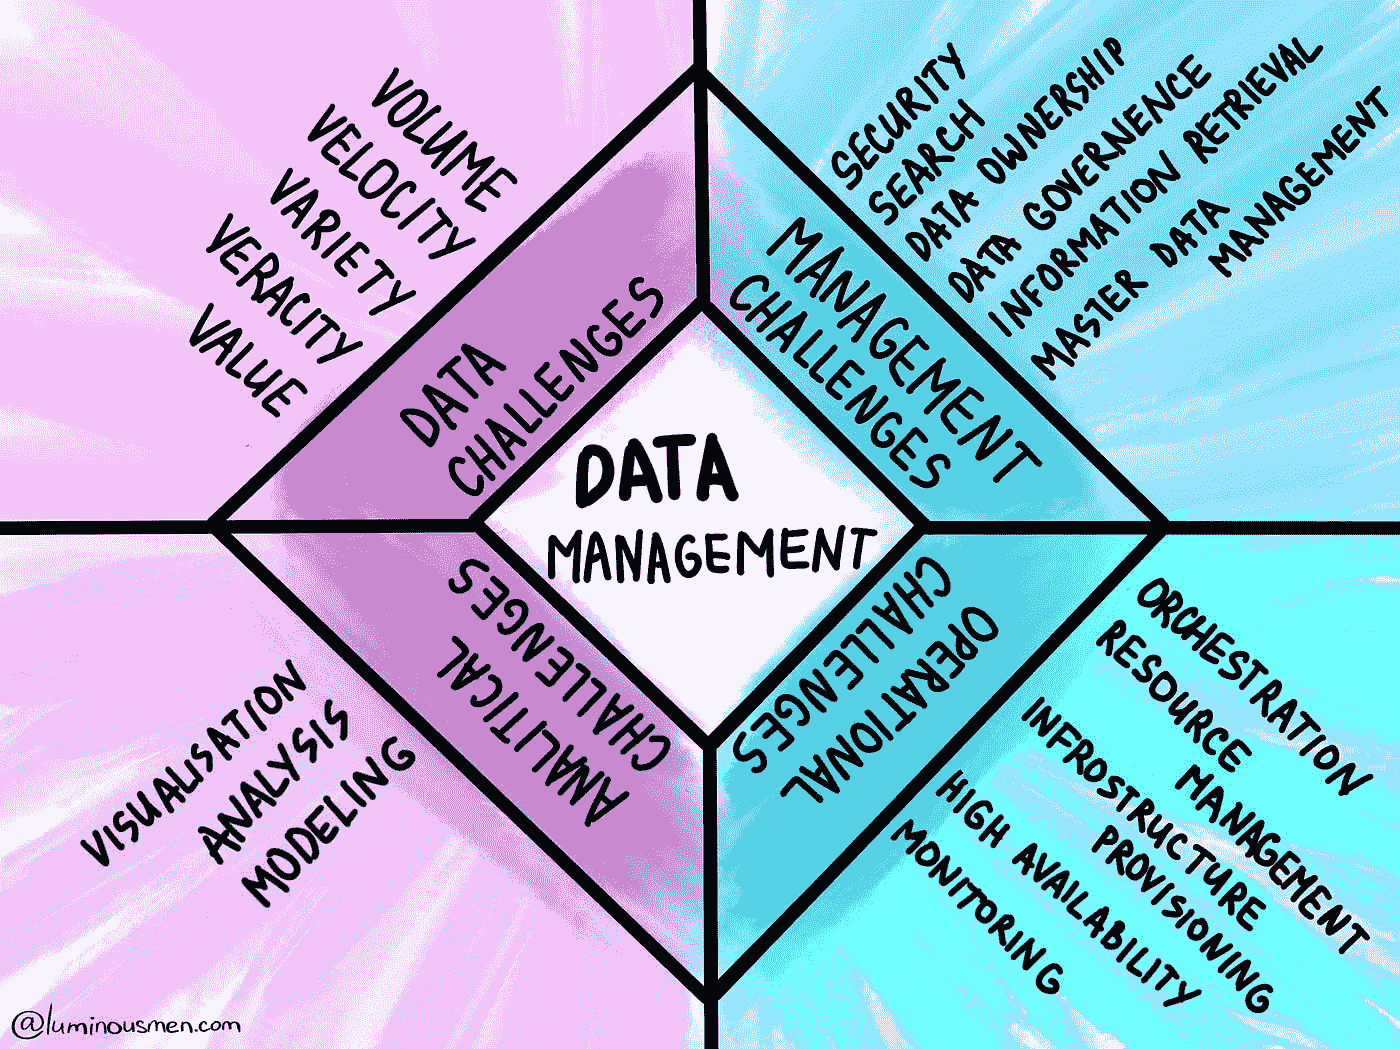 VOLUME
VELOCITY
VARIETY
VERACITY
VALUE
DATA
CHALLENGES
SECURITY
SEARCH
DATA OWNERSHIP
DATA GOVERNENCE
INFORMATION RETRIEVAL
MASTER DATA
MANAGEMENT
MANAGEMENT
CHALLENGES
DATA
MANAGEMENT
ANALITICAL
CHALLENGES
VISUALISATION
ANALYSIS
MODELING
OPERATIONAL
CHALLENGES
ORCHESTRATION
RESOURCE
MANAGEMENT
INFROSTRUCTURE
PROVISIONING
HIGH AVAILABILITY
MONITORING
@luminousmen.com